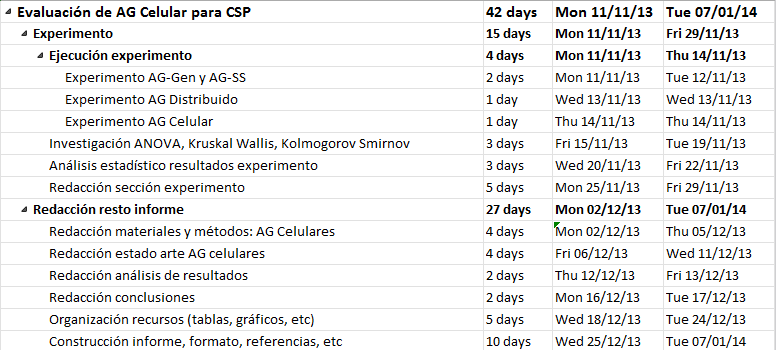 Evaluación de AG Celular para CSP 42 days Mon 11/11/13 Tue 07/01/14
Experimento 15 days Mon 11/11/13 Fri 29/11/13
Ejecución experimento 4 days Mon 11/11/13 Thu 14/11/13
Experimento AG-Gen y AG-SS 2 days Mon 11/11/13 Tue 12/11/13
Experimento AG Distribuido 1 day Wed 13/11/13 Wed 13/11/13
Experimento AG Celular 1 day Thu 14/11/13 Thu 14/11/13
Investigación ANOVA, Kruskal Wallis, Kolmogorov Smirnov 3 days Fri 15/11/13 Tue 19/11/13
Análisis estadístico resultados experimento 3 days Wed 20/11/13 Fri 22/11/13
Redacción sección experimento 5 days Mon 25/11/13 Fri 29/11/13
Redacción resto informe 27 days Mon 02/12/13 Tue 07/01/14
Redacción materiales y métodos: AG Celulares 4 days Mon 02/12/13 Thu 05/12/13
Redacción estado arte AG celulares 4 days Fri 06/12/13 Wed 11/12/13
Redacción análisis de resultados 2 days Thu 12/12/13 Fri 13/12/13
Redacción conclusiones 2 days Mon 16/12/13 Tue 17/12/13
Organización recursos (tablas, gráficos, etc) 5 days Wed 18/12/13 Tue 24/12/13
Construcción informe, formato, referencias, etc 10 days Wed 25/12/13 Tue 07/01/14